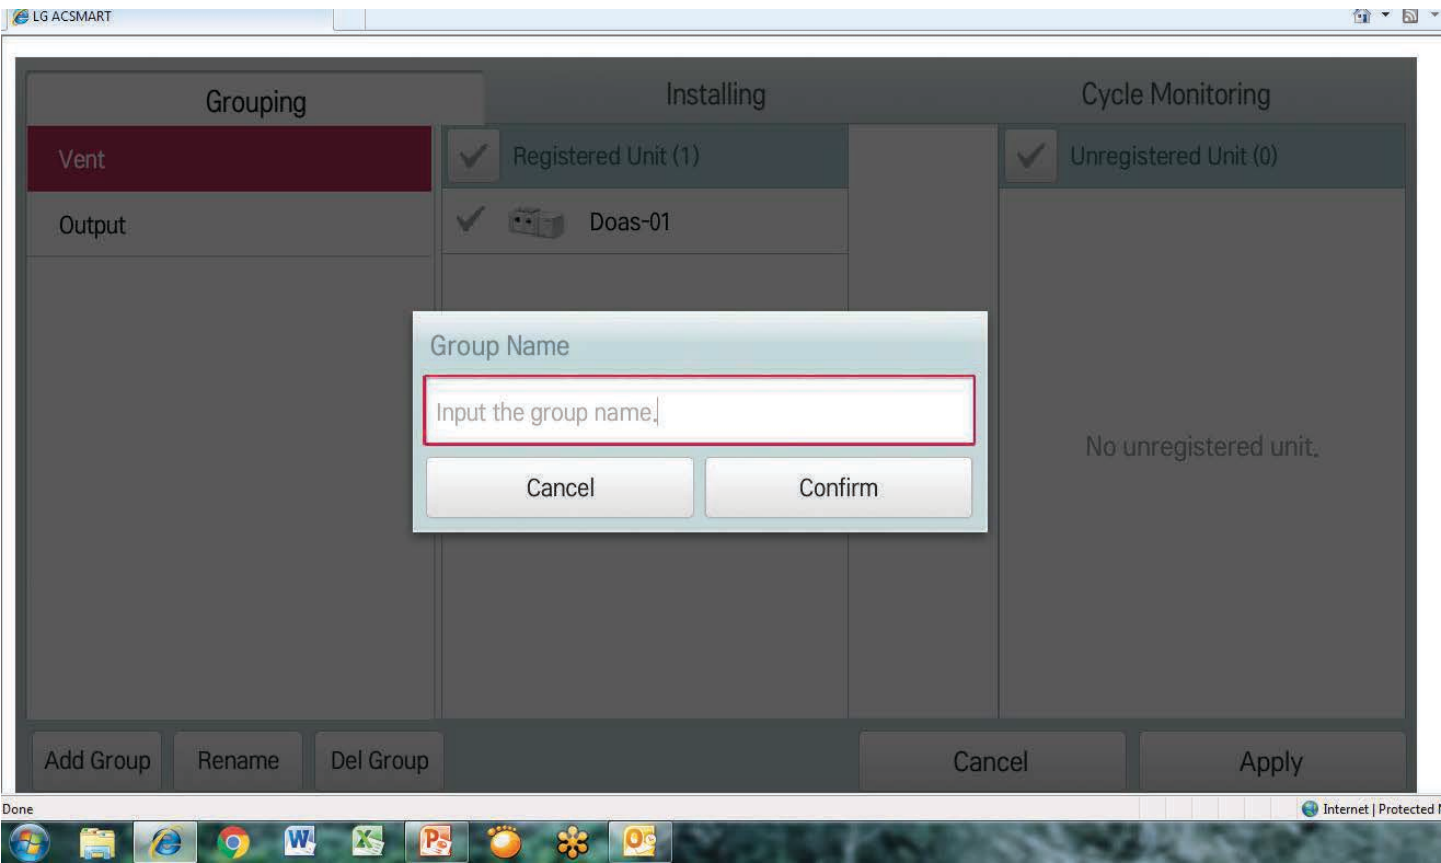 LG ACSMART
Grouping
Installing
Cycle Monitoring
Vent
Registered Unit (1)
Unregistered Unit (0)
Output
Doas-01
Group Name
Input the group name.
Cancel
Confirm
No unregistered unit.
Add Group
Rename
Del Group
Cancel
Apply
Done
Internet | Protected